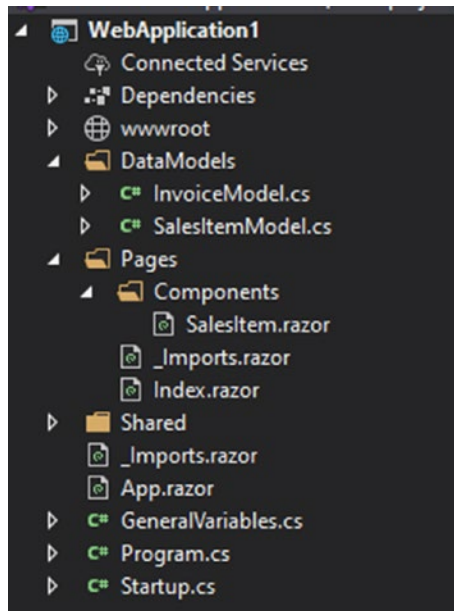 WebApplication1
Connected Services
Dependencies
wwwroot
DataModels
C# InvoiceModel.cs
C# SalesItemModel.cs
Pages
Components
SalesItem.razor
_Imports.razor
Index.razor
Shared
_Imports.razor
App.razor
C# GeneralVariables.cs
C# Program.cs
C# Startup.cs